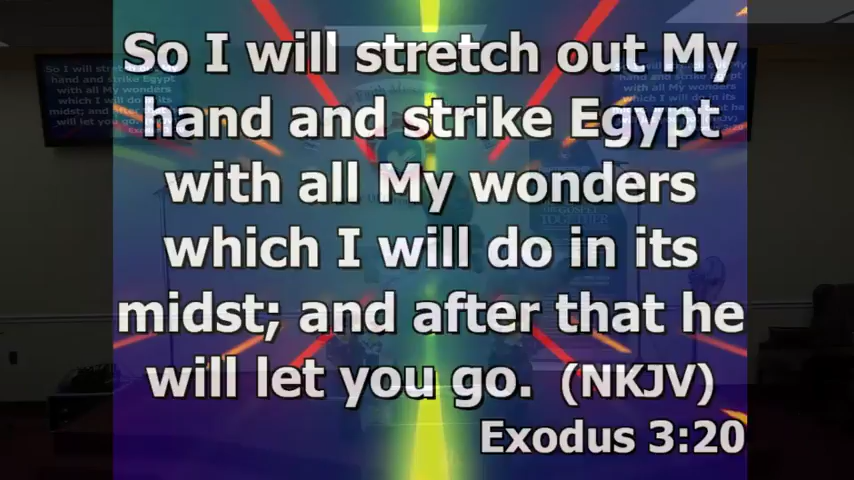 So I will stretch out My
hand and strike Egypt
with all My wonders
which I will do in its
midst; and after that he
will let you go. (NKJV)
Exodus 3:20